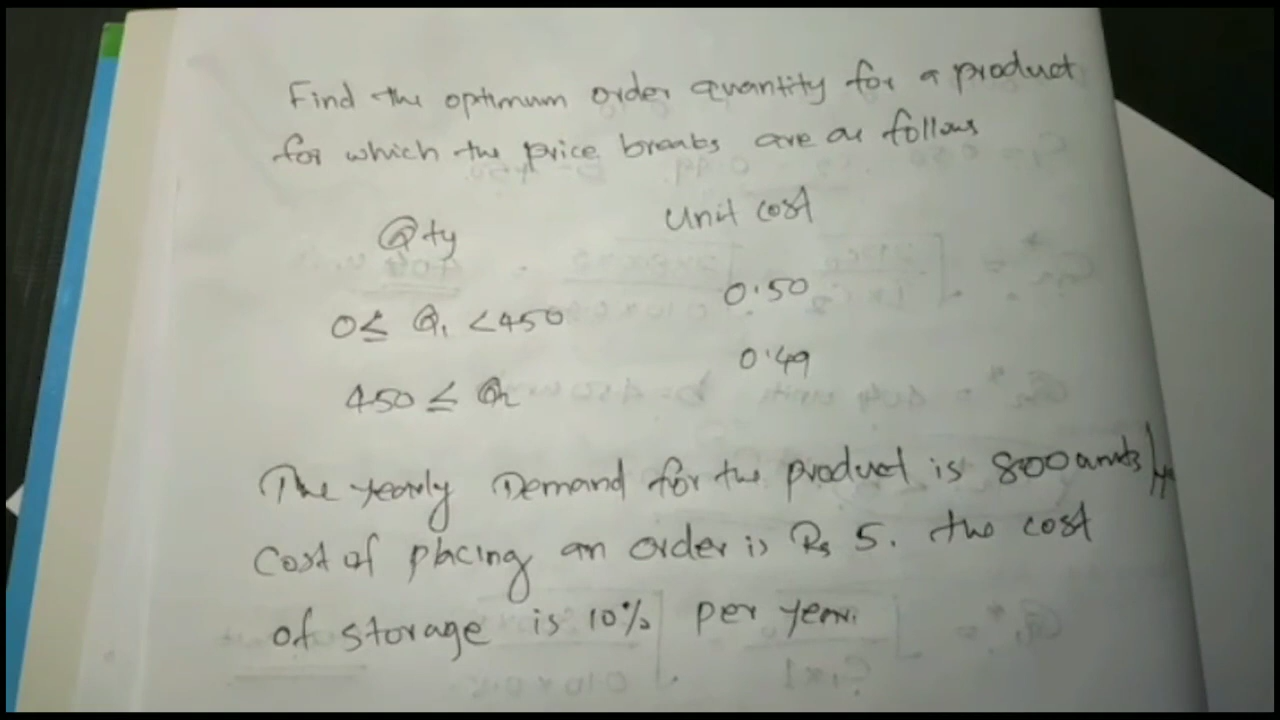 Find the optimum order quantity for a product
for which the price breaks are as follows
Qty Unit cost
0≤ Q1 <450 0.50
450 ≤ Q2 0.49
The yearly Demand for the product is 800 units/yr
Cost of placing an order is Rs 5. the cost
of storage is 10% per year.